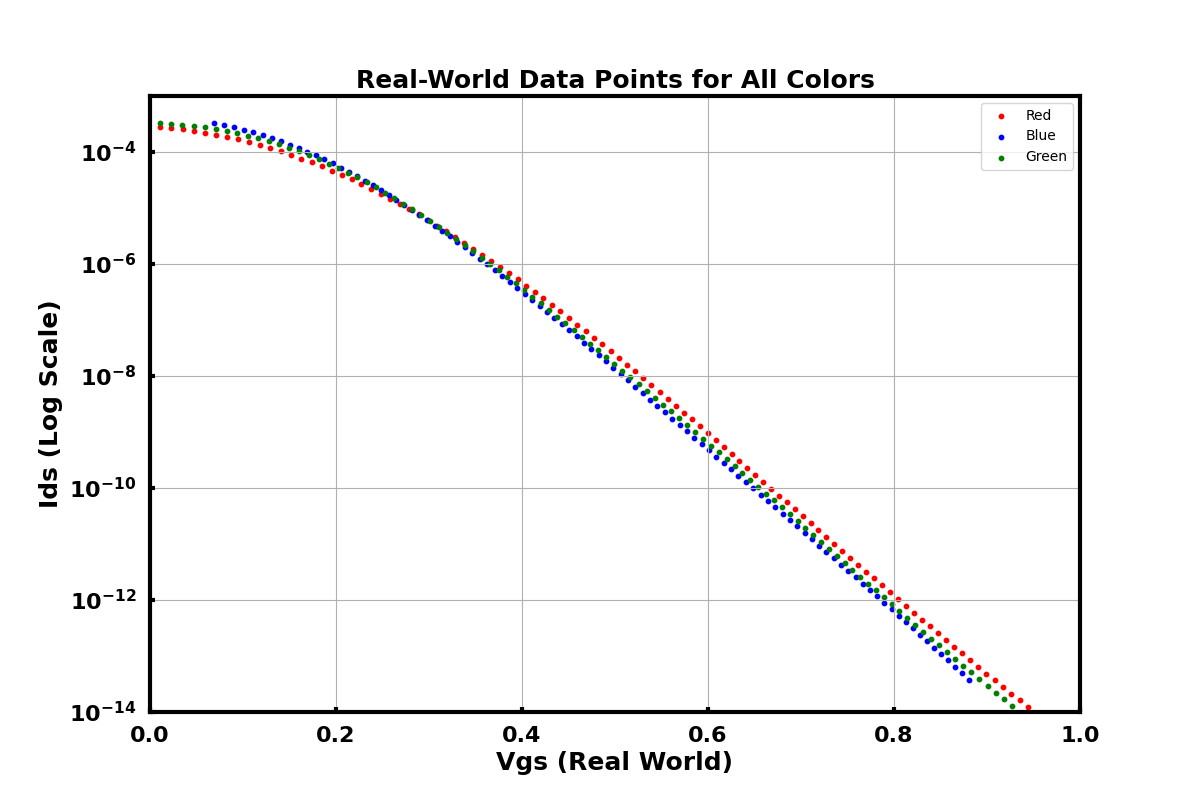 Real-World Data Points for All Colors
Red
Blue
Green
10⁻⁴
10⁻⁶
10⁻⁸
10⁻¹⁰
10⁻¹²
10⁻¹⁴
Ids (Log Scale)
0.0 0.2 0.4 0.6 0.8 1.0
Vgs (Real World)